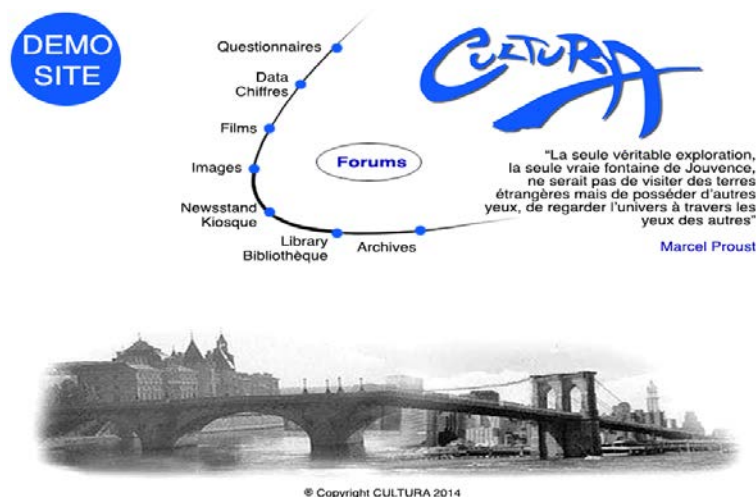 DEMO
SITE
Questionnaires
Data
Chiffres
Films
Images
Newsstand
Kiosque
Library
Bibliothèque
Archives
Forums
CULTURA
"La seule véritable exploration,
la seule vraie fontaine de Jouvence,
ne serait pas de visiter des terres
étrangères mais de posséder d'autres
yeux, de regarder l'univers à travers les
yeux des autres"
Marcel Proust
® Copyright CULTURA 2014